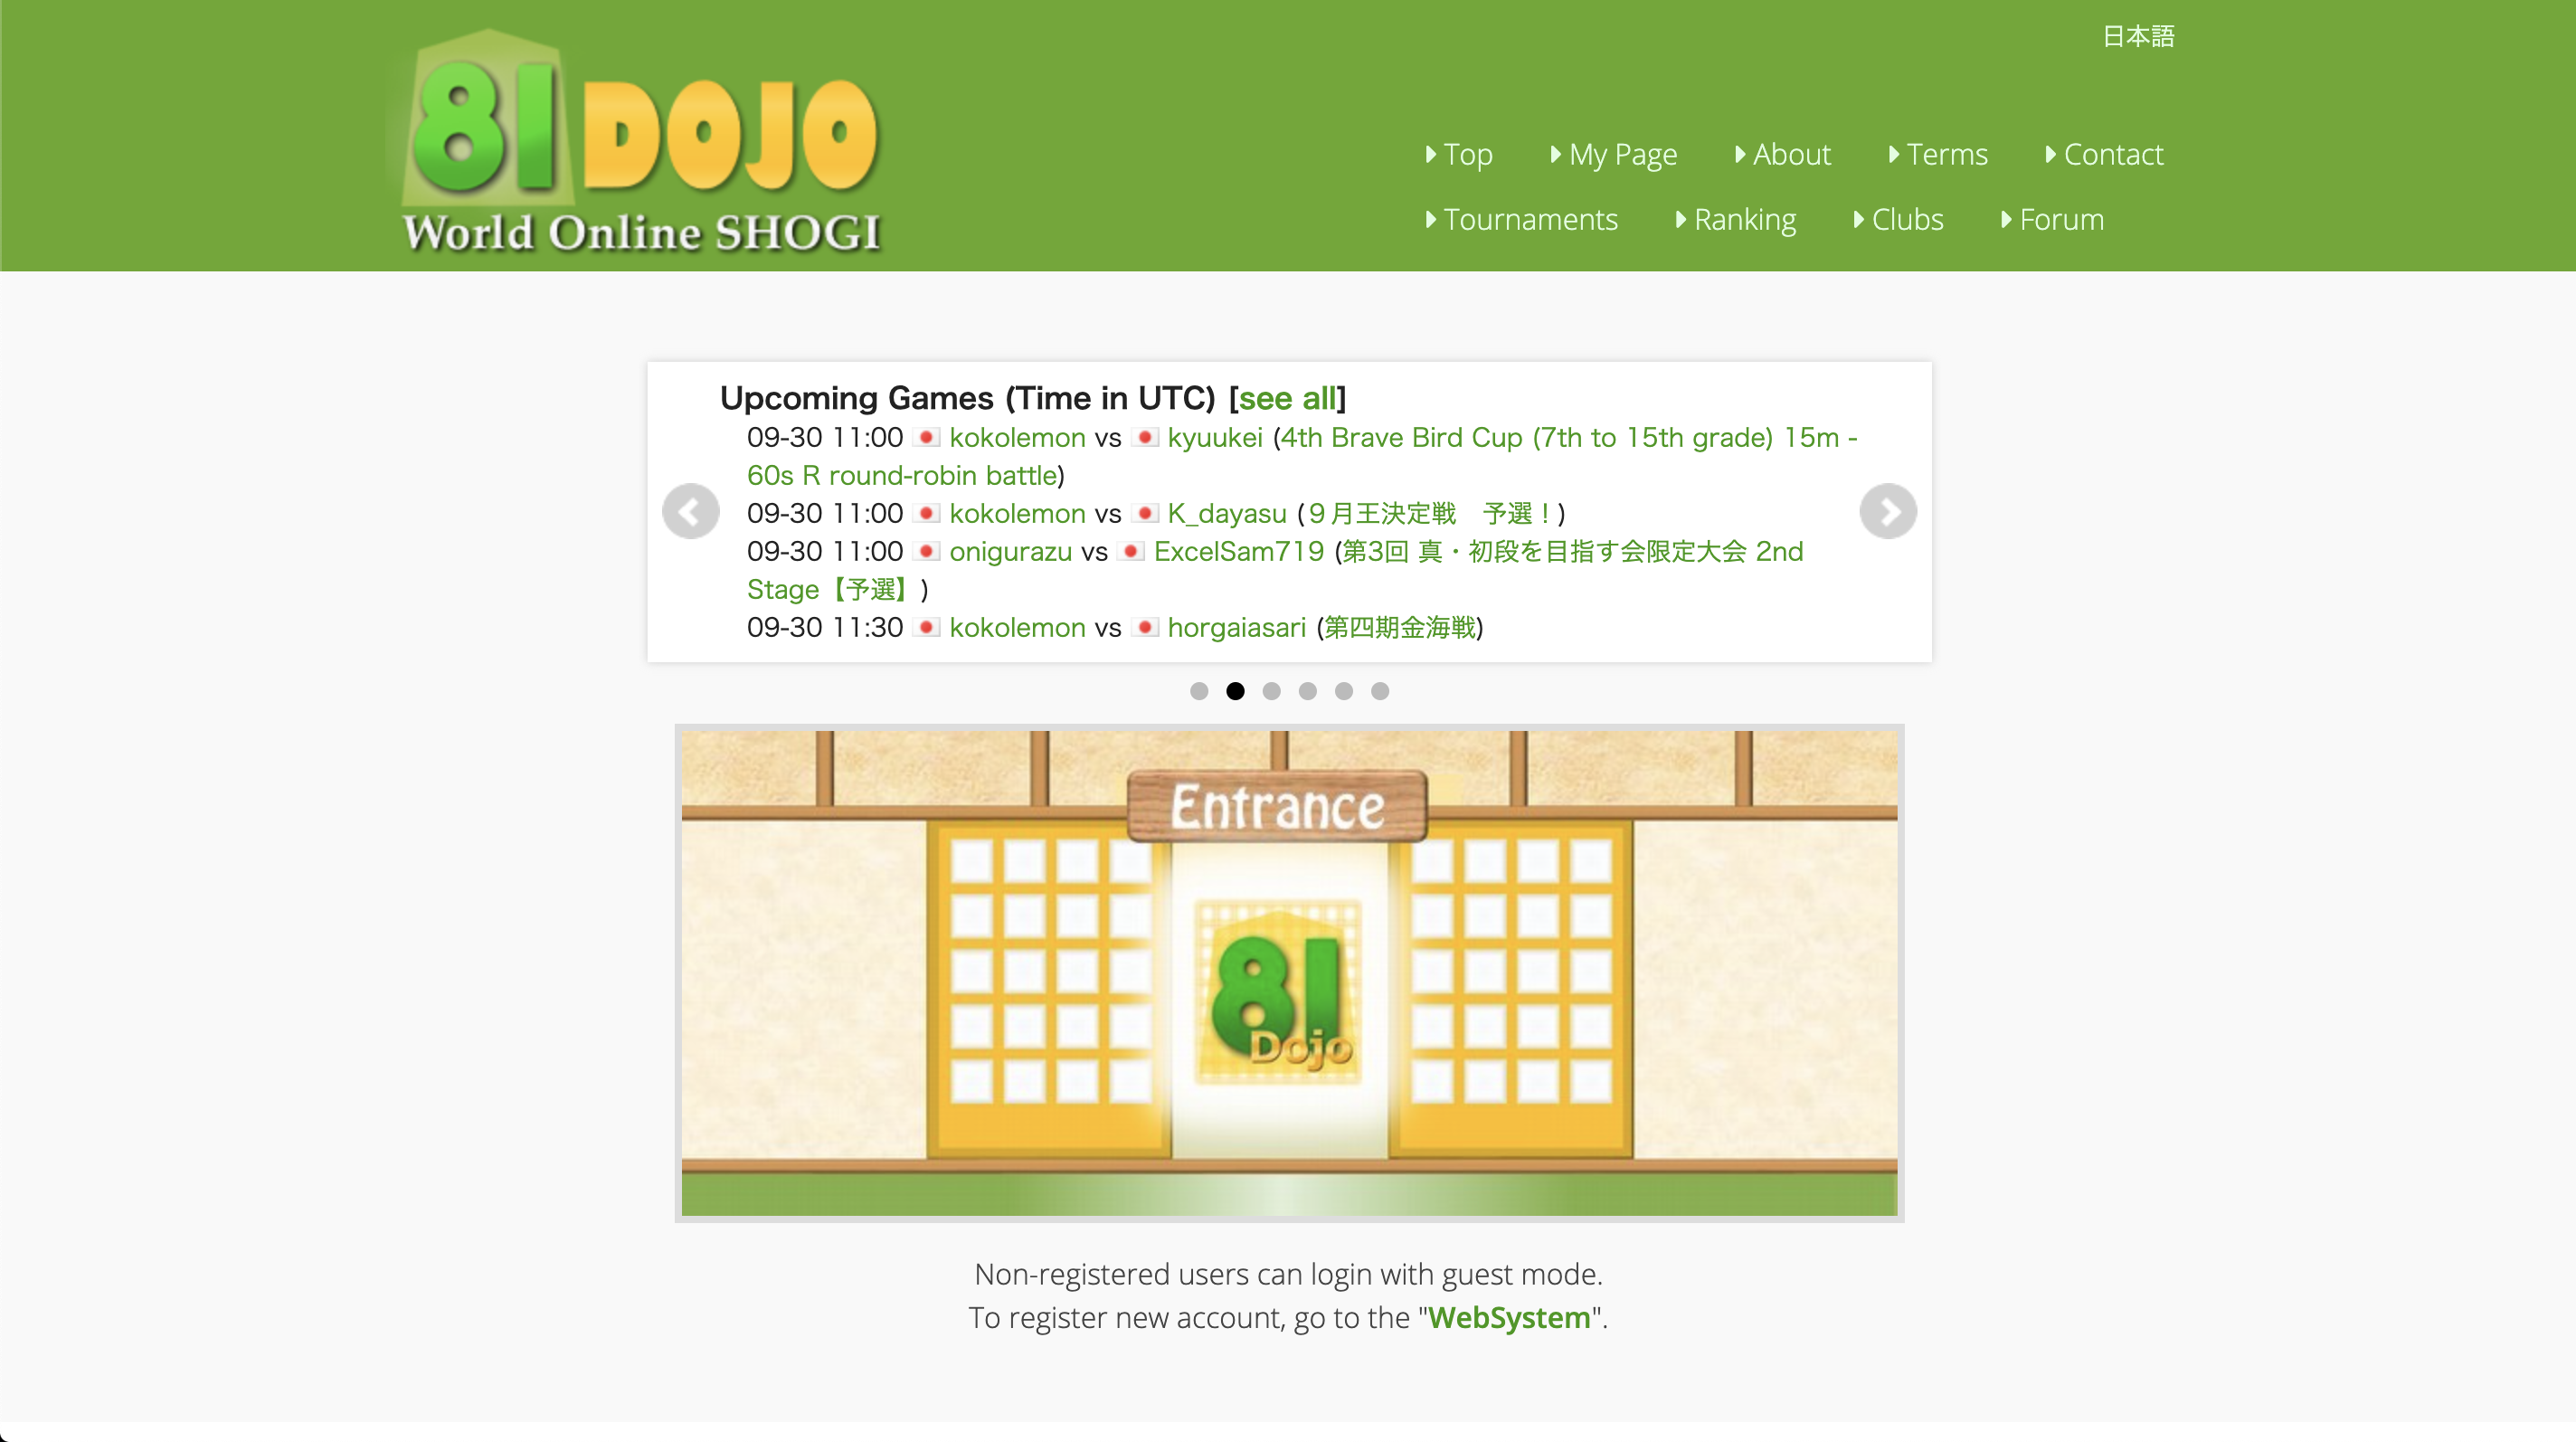 日本語
81 DOJO
World Online SHOGI
Top My Page About Terms Contact
Tournaments Ranking Clubs Forum
Upcoming Games (Time in UTC) [see all]
09-30 11:00 kokolemon vs kyuukei (4th Brave Bird Cup (7th to 15th grade) 15m -
60s R round-robin battle)
09-30 11:00 kokolemon vs K_dayasu (９月王決定戦　予選！)
09-30 11:00 onigurazu vs ExcelSam719 (第3回 真・初段を目指す会限定大会 2nd
Stage【予選】)
09-30 11:30 kokolemon vs horgaiasari (第四期金海戦)
Entrance
81
Dojo
Non-registered users can login with guest mode.
To register new account, go to the "WebSystem".